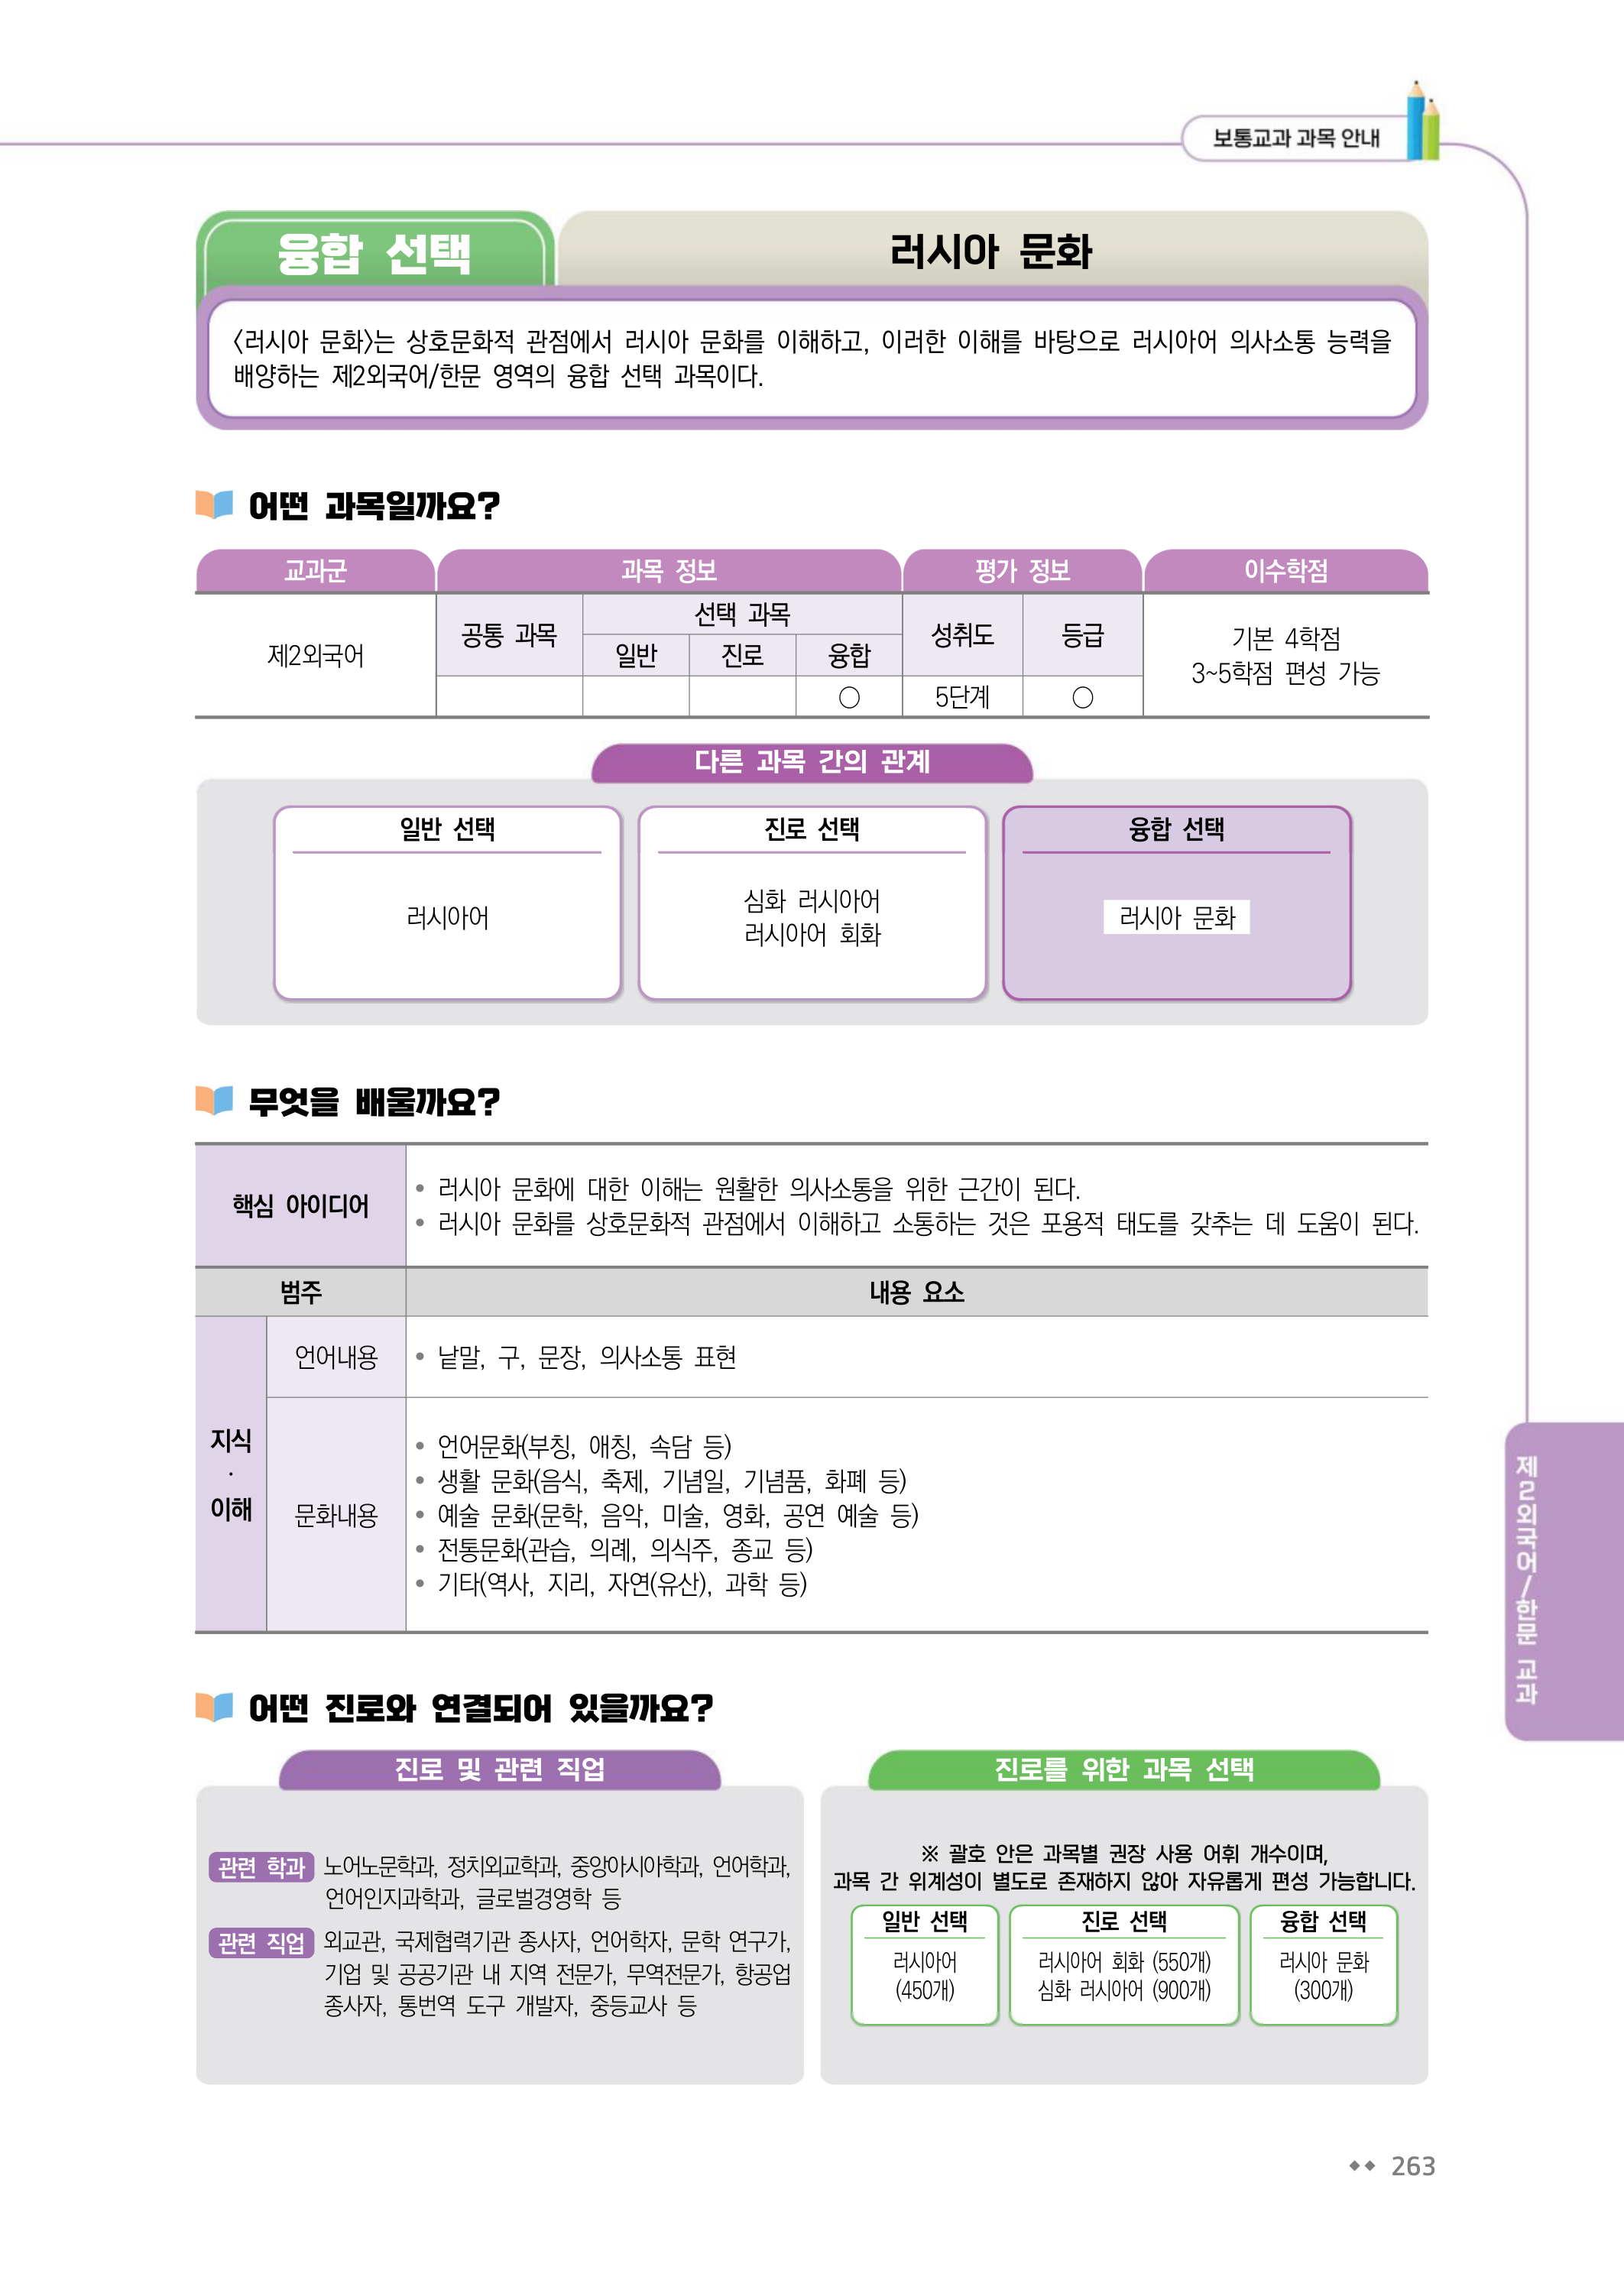 보통교과 과목 안내
융합 선택
러시아 문화
〈러시아 문화〉는 상호문화적 관점에서 러시아 문화를 이해하고, 이러한 이해를 바탕으로 러시아어 의사소통 능력을
배양하는 제2외국어/한문 영역의 융합 선택 과목이다.
어떤 과목일까요?
교과군 과목 정보 평가 정보 이수학점
제2외국어 공통 과목 선택 과목 성취도 등급 기본 4학점
3~5학점 편성 가능
일반 진로 융합
○ 5단계 ○
다른 과목 간의 관계
일반 선택
러시아어
진로 선택
심화 러시아어
러시아어 회화
융합 선택
러시아 문화
무엇을 배울까요?
핵심 아이디어
• 러시아 문화에 대한 이해는 원활한 의사소통을 위한 근간이 된다.
• 러시아 문화를 상호문화적 관점에서 이해하고 소통하는 것은 포용적 태도를 갖추는 데 도움이 된다.
범주 내용 요소
지식
·
이해
언어내용
• 낱말, 구, 문장, 의사소통 표현
문화내용
• 언어문화(부칭, 애칭, 속담 등)
• 생활 문화(음식, 축제, 기념일, 기념품, 화폐 등)
• 예술 문화(문학, 음악, 미술, 영화, 공연 예술 등)
• 전통문화(관습, 의례, 의식주, 종교 등)
• 기타(역사, 지리, 자연(유산), 과학 등)
어떤 진로와 연결되어 있을까요?
진로 및 관련 직업
관련 학과 노어노문학과, 정치외교학과, 중앙아시아학과, 언어학과,
언어인지과학과, 글로벌경영학 등
관련 직업 외교관, 국제협력기관 종사자, 언어학자, 문학 연구가,
기업 및 공공기관 내 지역 전문가, 무역전문가, 항공업
종사자, 통번역 도구 개발자, 중등교사 등
진로를 위한 과목 선택
※ 괄호 안은 과목별 권장 사용 어휘 개수이며,
과목 간 위계성이 별도로 존재하지 않아 자유롭게 편성 가능합니다.
일반 선택
러시아어
(450개)
진로 선택
러시아어 회화 (550개)
심화 러시아어 (900개)
융합 선택
러시아 문화
(300개)
제2외국어/한문 교과
263